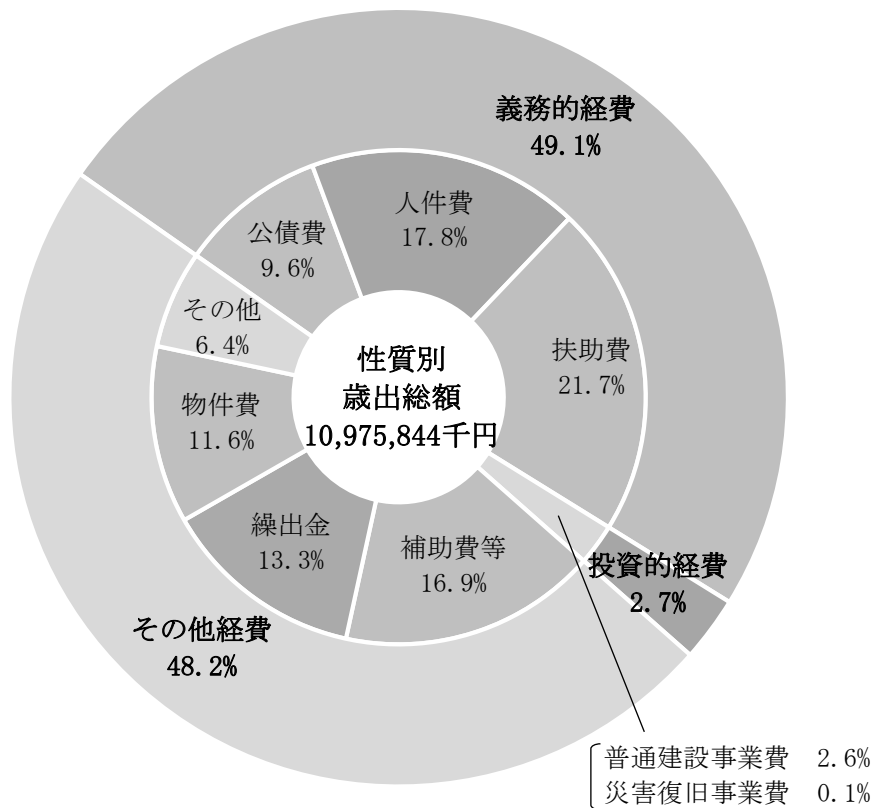 義務的経費
49.1%
人件費
17.8%
公債費
9.6%
その他
6.4%
扶助費
21.7%
性質別
歳出総額
10,975,844千円
物件費
11.6%
繰出金
13.3%
補助費等
16.9%
投資的経費
2.7%
その他経費
48.2%
普通建設事業費 2.6%
災害復旧事業費 0.1%